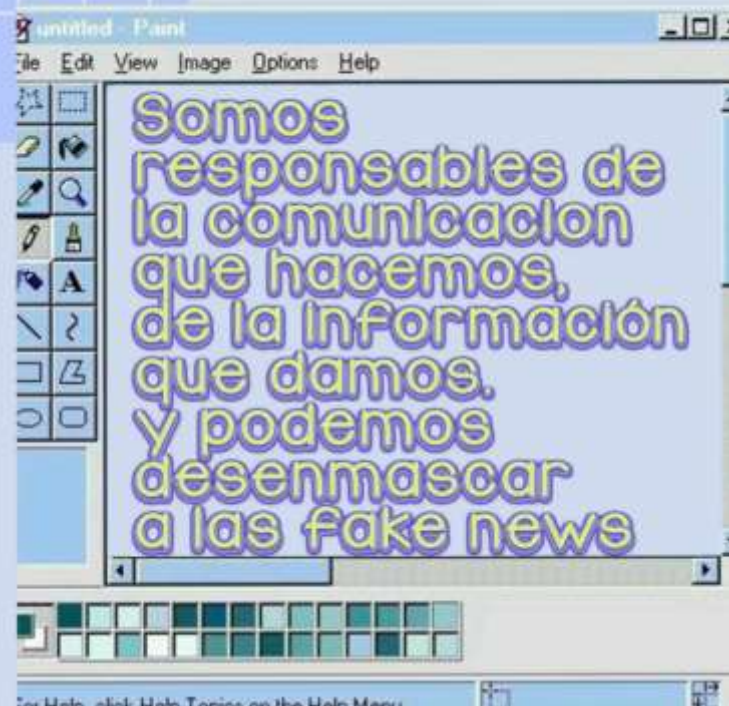 untitled - Paint
File Edit View Image Options Help
A
Somos
responsables de
la comunicacion
que hacemos,
de la información
que damos.
y podemos
desenmascar
a las fake news
For Help, click Help Topics on the Help Menu.